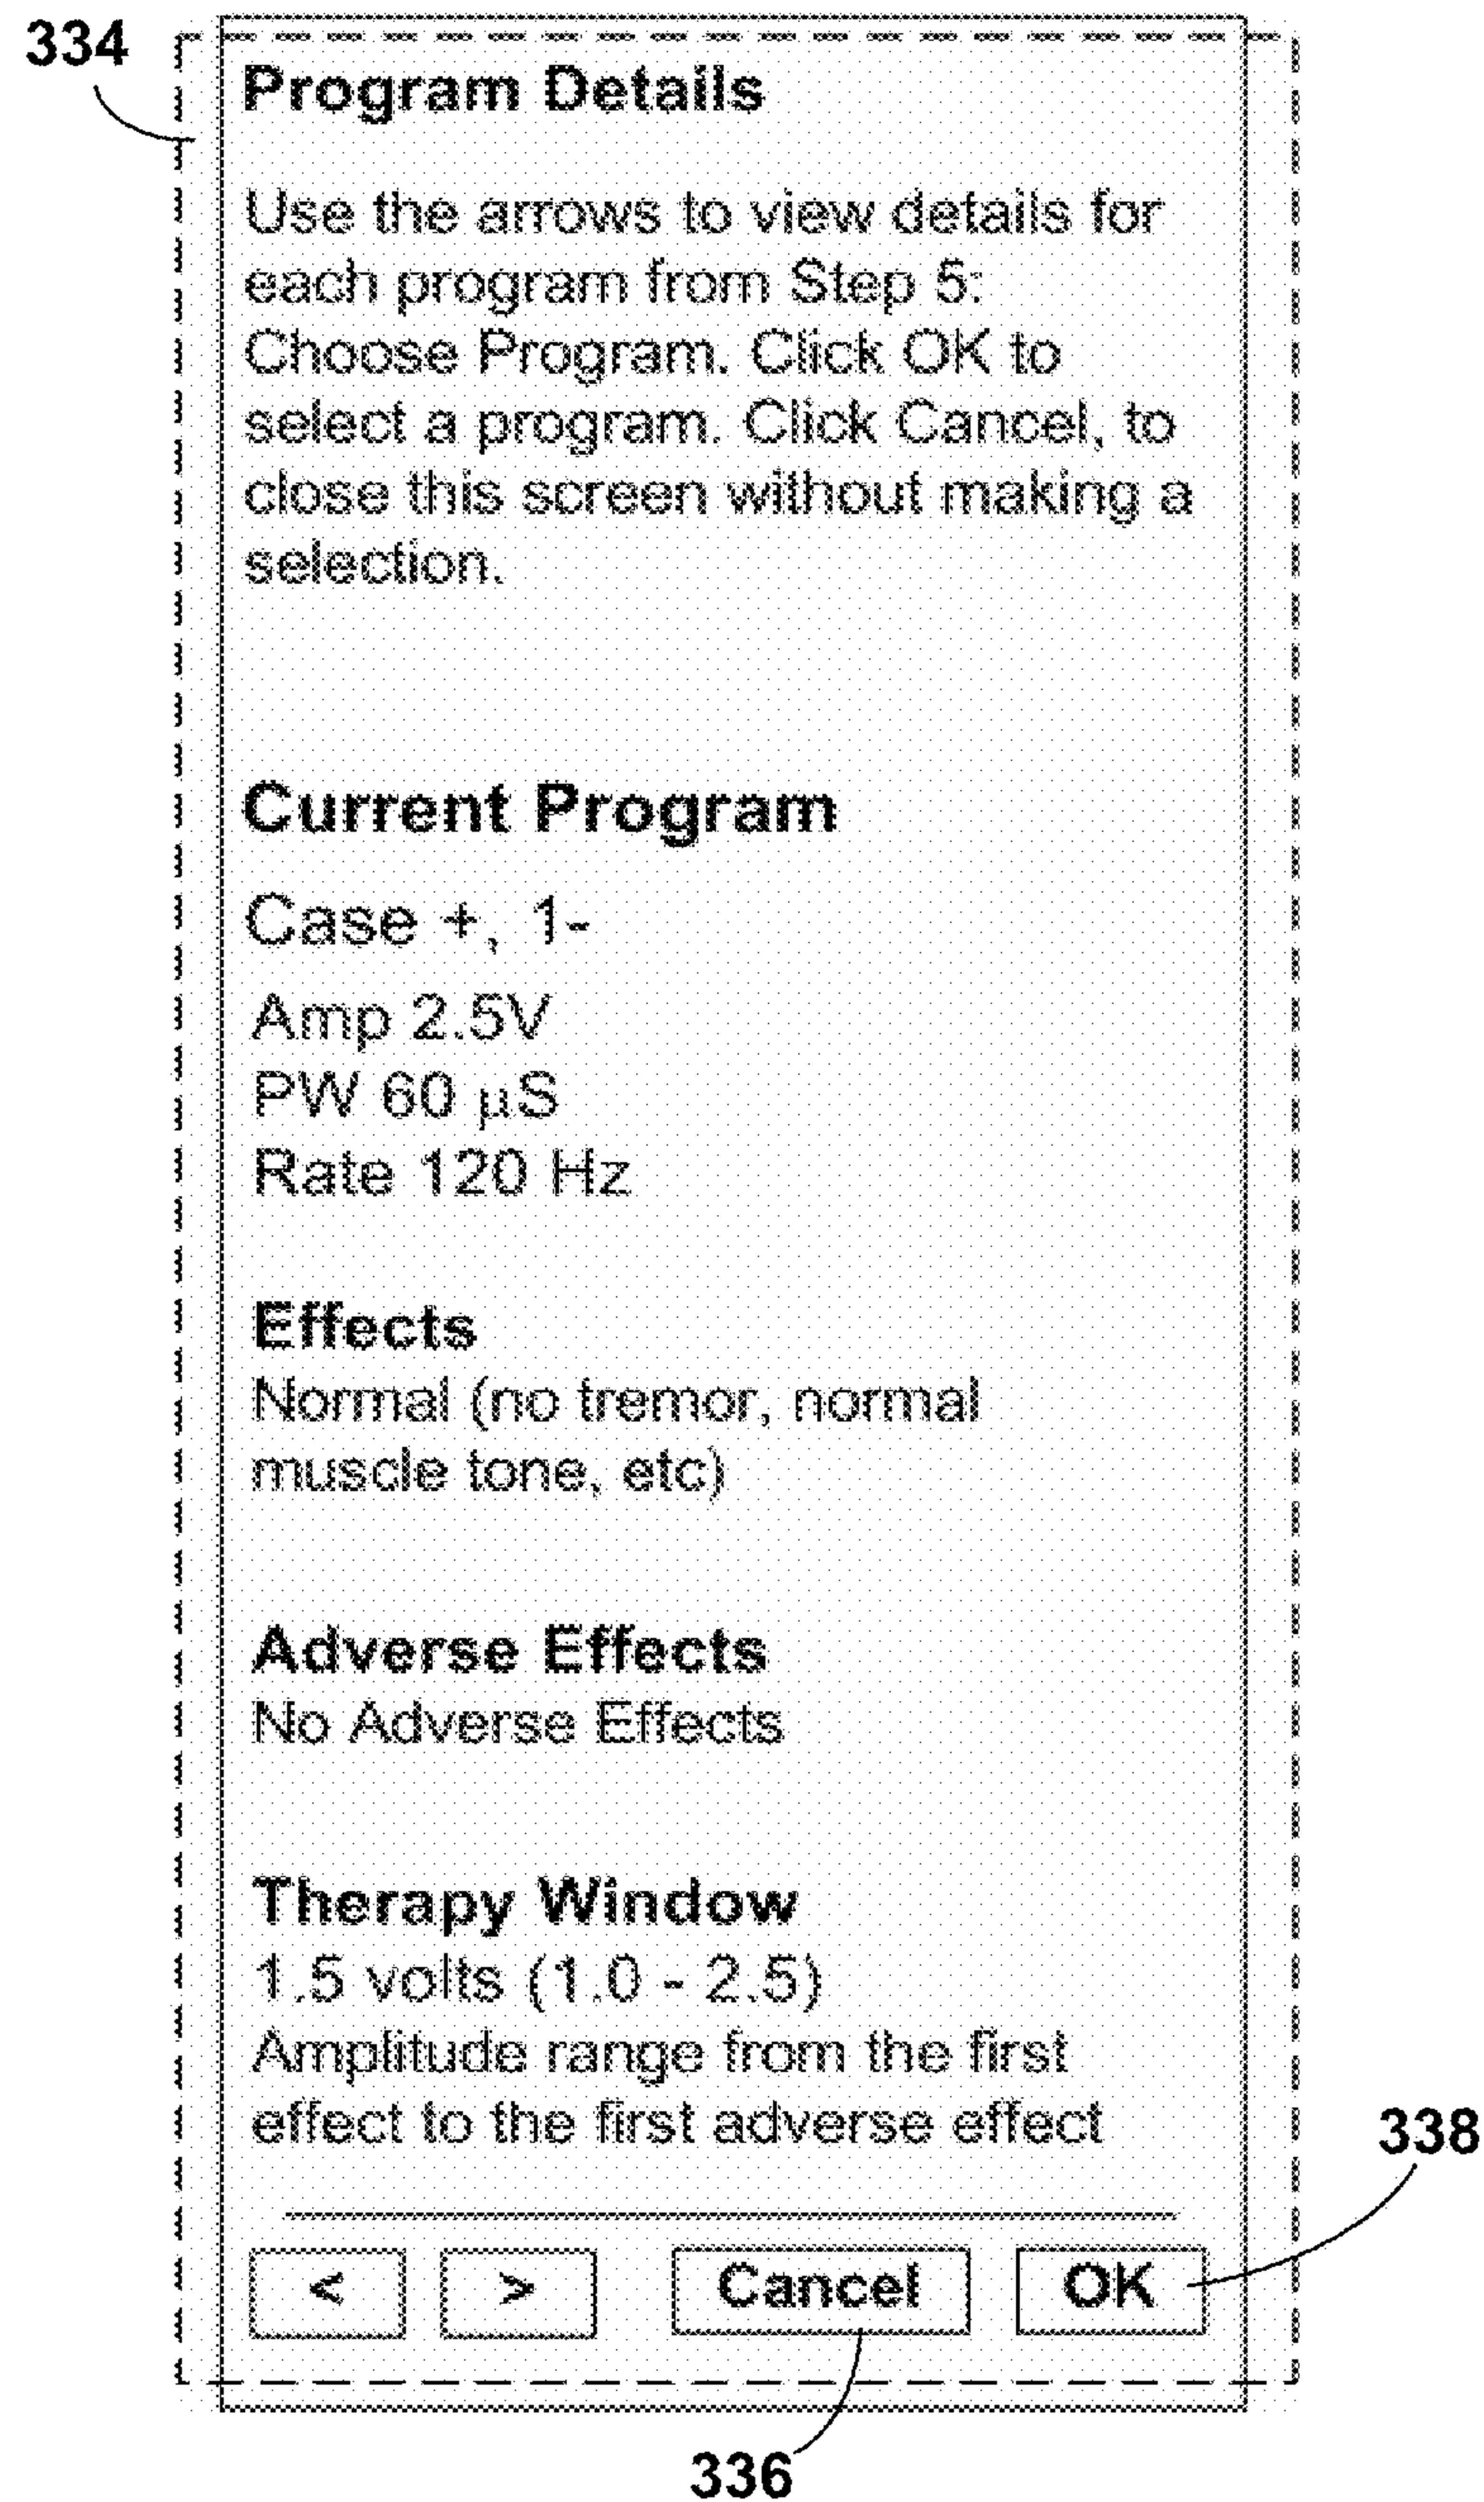 334
Program Details
Use the arrows to view details for
each program from Step 5:
Choose Program. Click OK to
select a program. Click Cancel, to
close this screen without making a
selection.
Current Program
Case +, 1-
Amp 2.5V
PW 60 µS
Rate 120 Hz
Effects
Normal (no tremor, normal
muscle tone, etc)
Adverse Effects
No Adverse Effects
Therapy Window
1.5 volts (1.0 - 2.5)
Amplitude range from the first
effect to the first adverse effect
338
< > Cancel OK
336